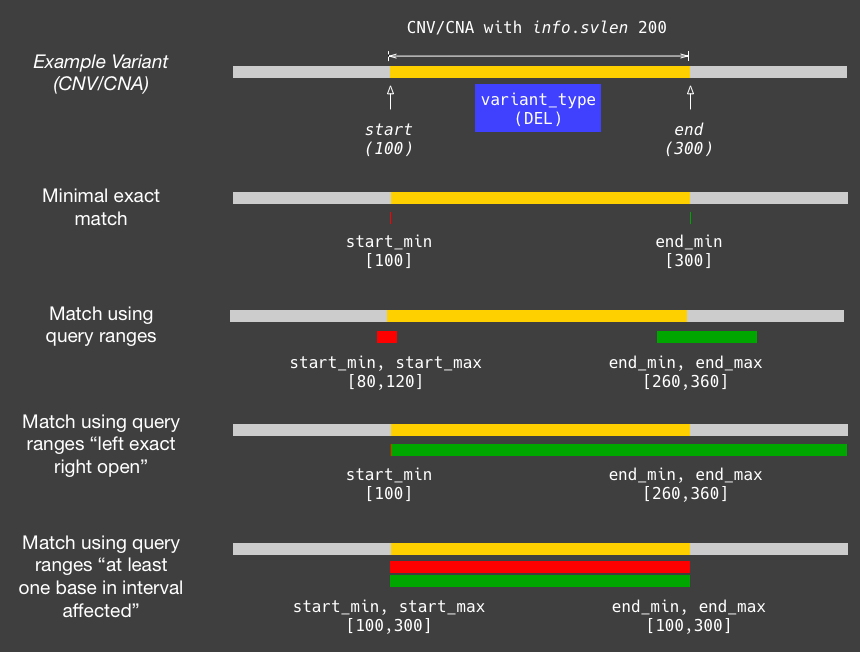 CNV/CNA with info.svlen 200
Example Variant
(CNV/CNA)
variant_type
(DEL)
start
(100)
end
(300)
Minimal exact
match
start_min
[100]
end_min
[300]
Match using
query ranges
start_min, start_max
[80,120]
end_min, end_max
[260,360]
Match using query
ranges “left exact
right open”
start_min
[100]
end_min, end_max
[260,360]
Match using query
ranges “at least
one base in interval
affected”
start_min, start_max
[100,300]
end_min, end_max
[100,300]